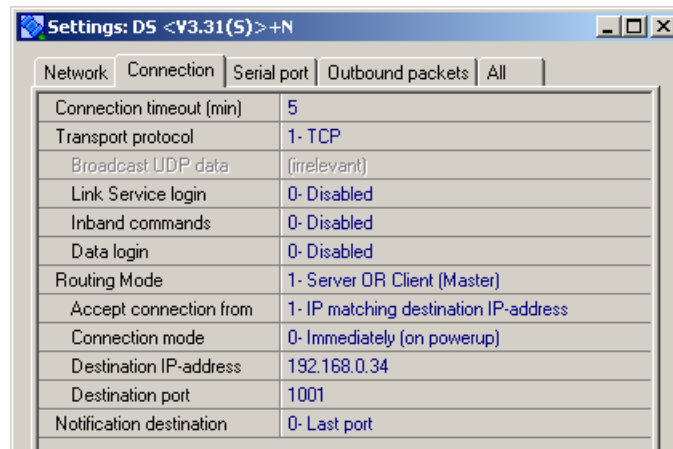 Settings: DS <V3.31(S)>+N
Network Connection Serial port Outbound packets All
Connection timeout (min) 5
Transport protocol 1- TCP
Broadcast UDP data (irrelevant)
Link Service login 0- Disabled
Inband commands 0- Disabled
Data login 0- Disabled
Routing Mode 1- Server OR Client (Master)
Accept connection from 1- IP matching destination IP-address
Connection mode 0- Immediately (on powerup)
Destination IP-address 192.168.0.34
Destination port 1001
Notification destination 0- Last port